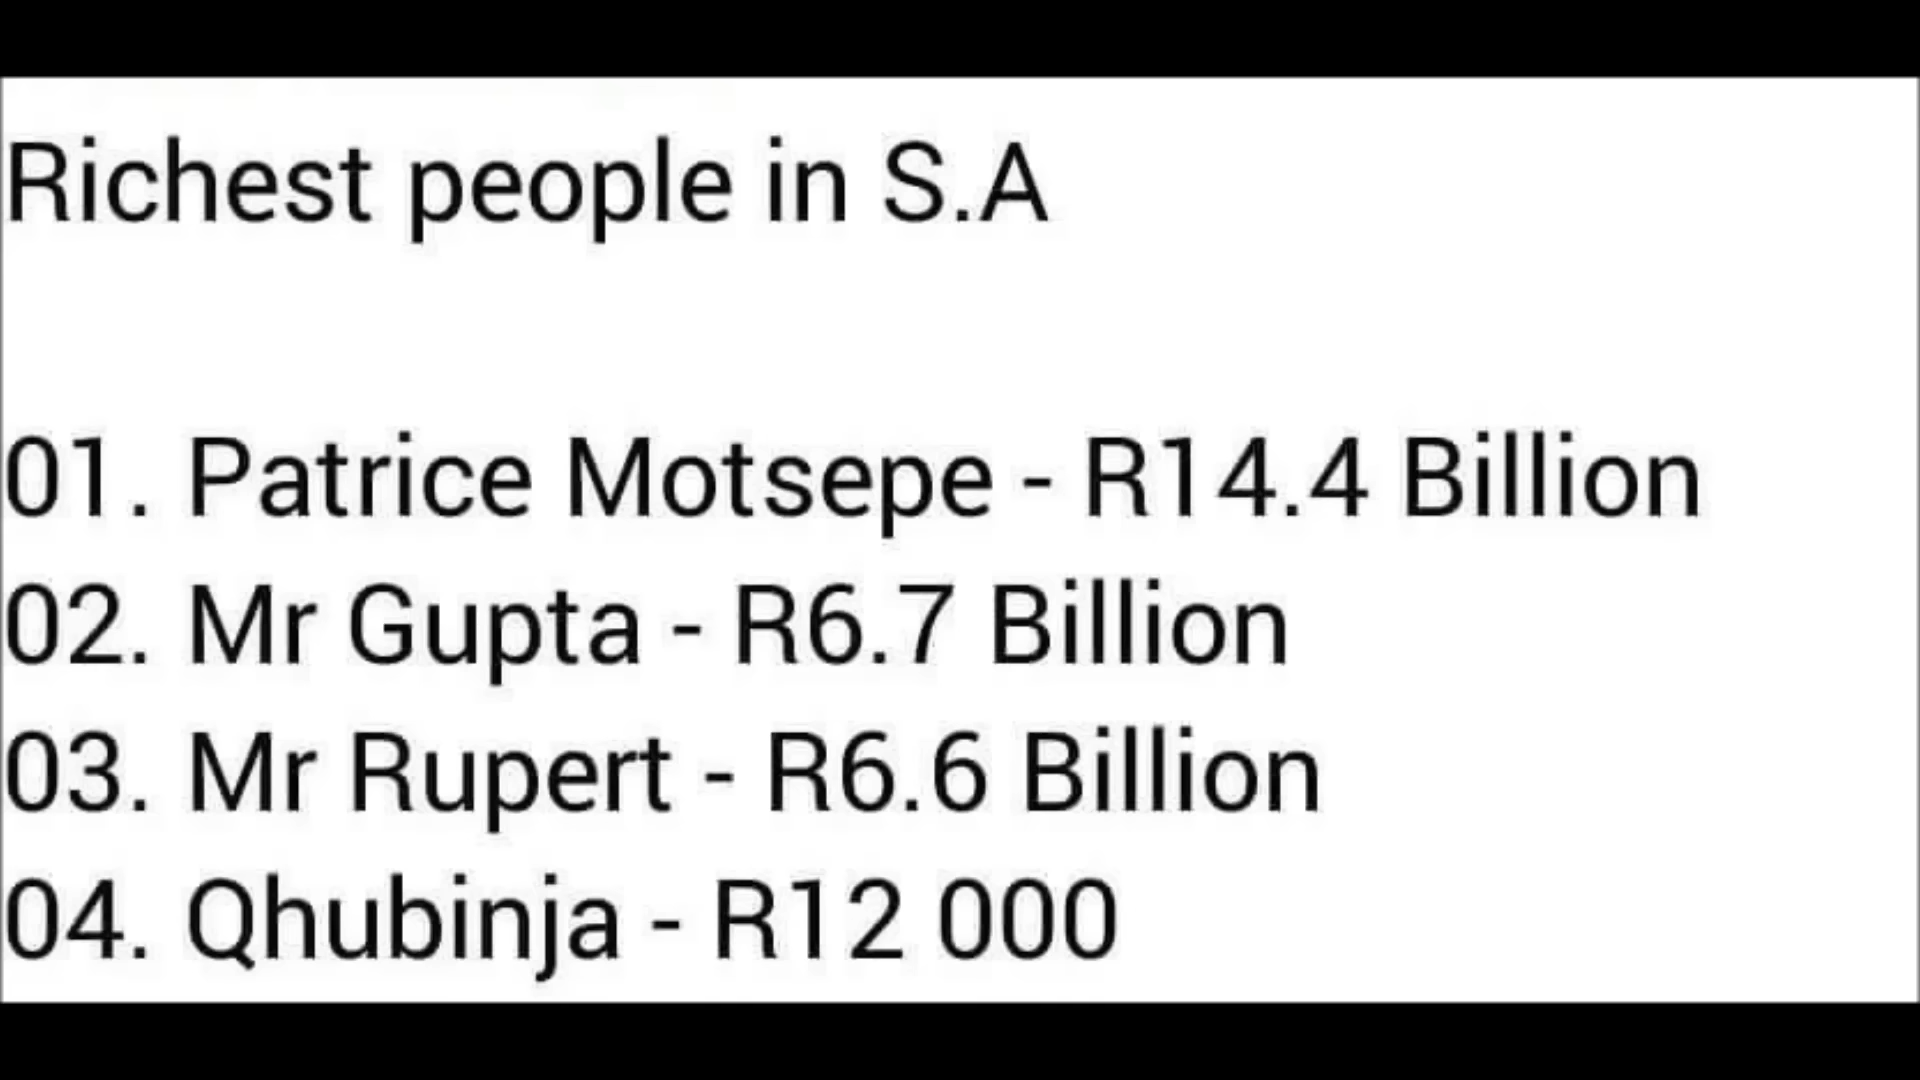 Richest people in S.A
01. Patrice Motsepe - R14.4 Billion
02. Mr Gupta - R6.7 Billion
03. Mr Rupert - R6.6 Billion
04. Qhubinja - R12 000